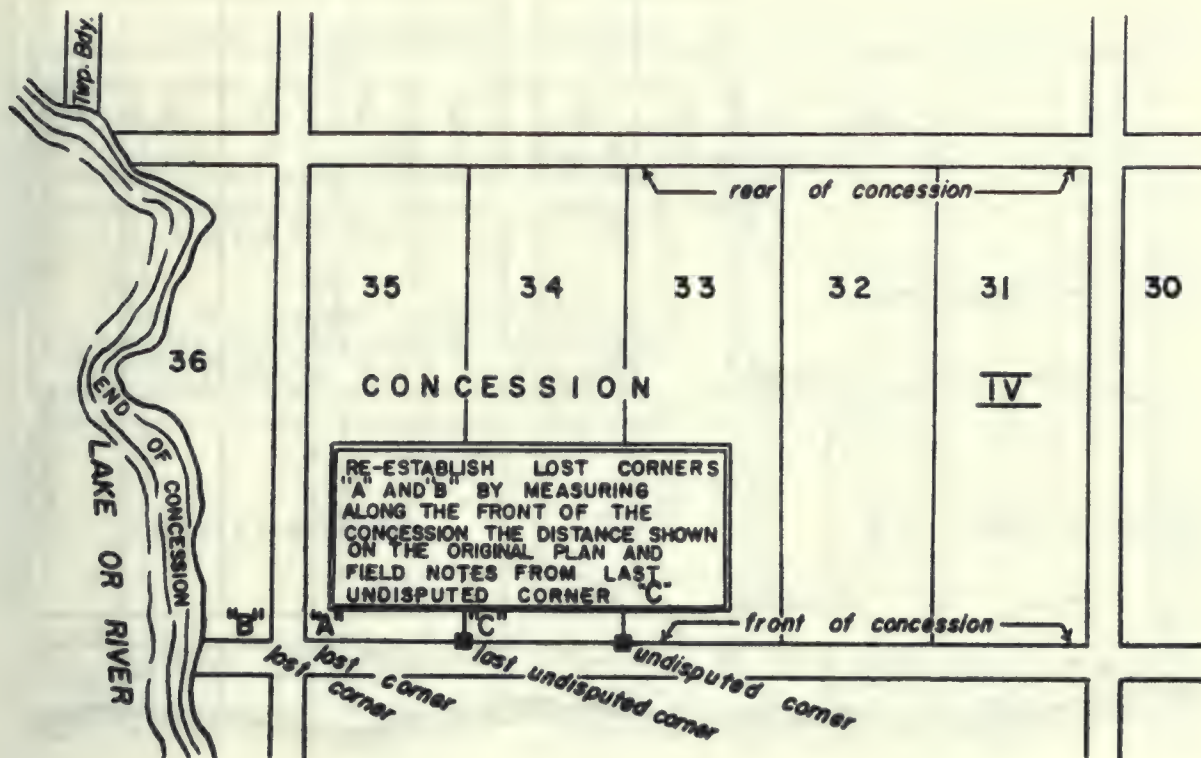 Twp. Bdy.
rear of concession
35 34 33 32 31 30
36
CONCESSION IV
END OF CONCESSION
LAKE OR RIVER
RE-ESTABLISH LOST CORNERS
"A" AND "B" BY MEASURING
ALONG THE FRONT OF THE
CONCESSION THE DISTANCE SHOWN
ON THE ORIGINAL PLAN AND
FIELD NOTES FROM LAST
UNDISPUTED CORNER "C"
"B" "A" "C"
front of concession
lost corner
lost corner
last undisputed corner
undisputed corner